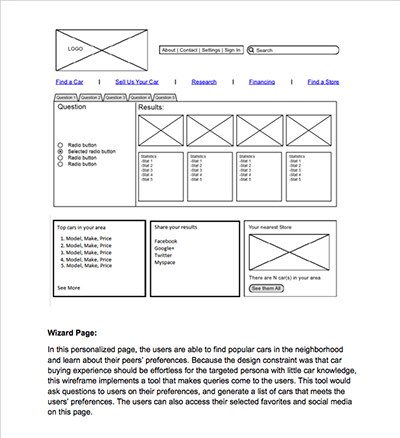 LOGO
About | Contact | Settings | Sign In
Search
Find a Car | Sell Us Your Car | Research | Financing | Find a Store
Question 1 Question 2 Question 3 Question 4 Question 5
Question
Radio button
Selected radio button
Radio button
Radio button
Results:
Statistics
-Stat 1
-Stat 2
-Stat 3
-Stat 4
-Stat 5
Statistics
-Stat 1
-Stat 2
-Stat 3
-Stat 4
-Stat 5
Statistics
-Stat 1
-Stat 2
-Stat 3
-Stat 4
-Stat 5
Statistics
-Stat 1
-Stat 2
-Stat 3
-Stat 4
-Stat 5
Top cars in your area
1. Model, Make, Price
2. Model, Make, Price
3. Model, Make, Price
4. Model, Make, Price
5. Model, Make, Price
See More
Share your results
Facebook
Google+
Twitter
Myspace
Your nearest Store
There are N car(s) in your area
See them All
Wizard Page:
In this personalized page, the users are able to find popular cars in the neighborhood
and learn about their peers' preferences. Because the design constraint was that car
buying experience should be effortless for the targeted persona with little car knowledge,
this wireframe implements a tool that makes queries come to the users. This tool would
ask questions to users on their preferences, and generate a list of cars that meets the
users' preferences. The users can also access their selected favorites and social media
on this page.